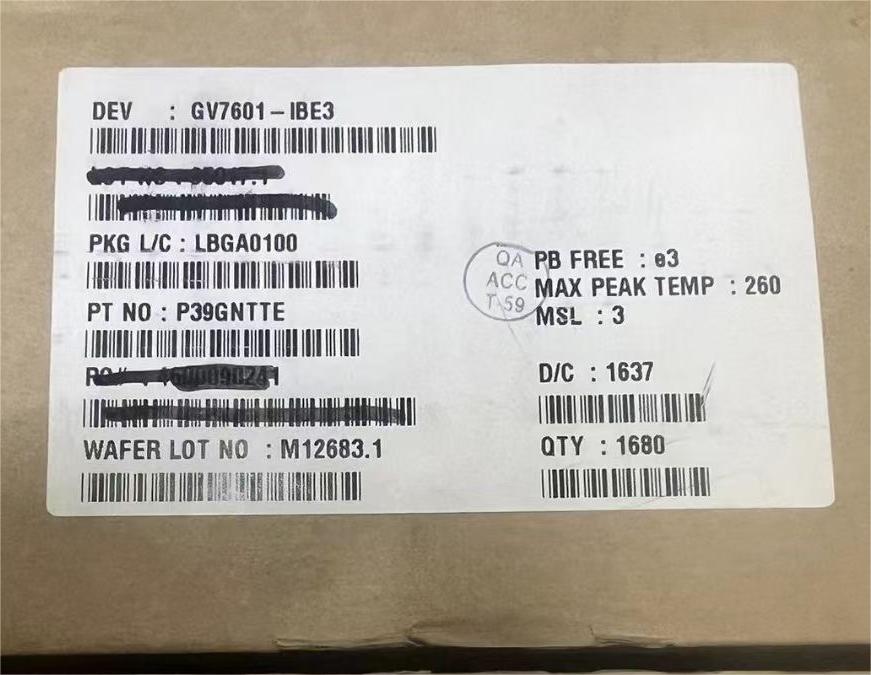 DEV : GV7601-IBE3
PKG L/C : LBGA0100
PT NO : P39GNTTE
WAFER LOT NO : M12683.1
QA
ACC
T-59
PB FREE : e3
MAX PEAK TEMP : 260
MSL : 3
D/C : 1637
QTY : 1680